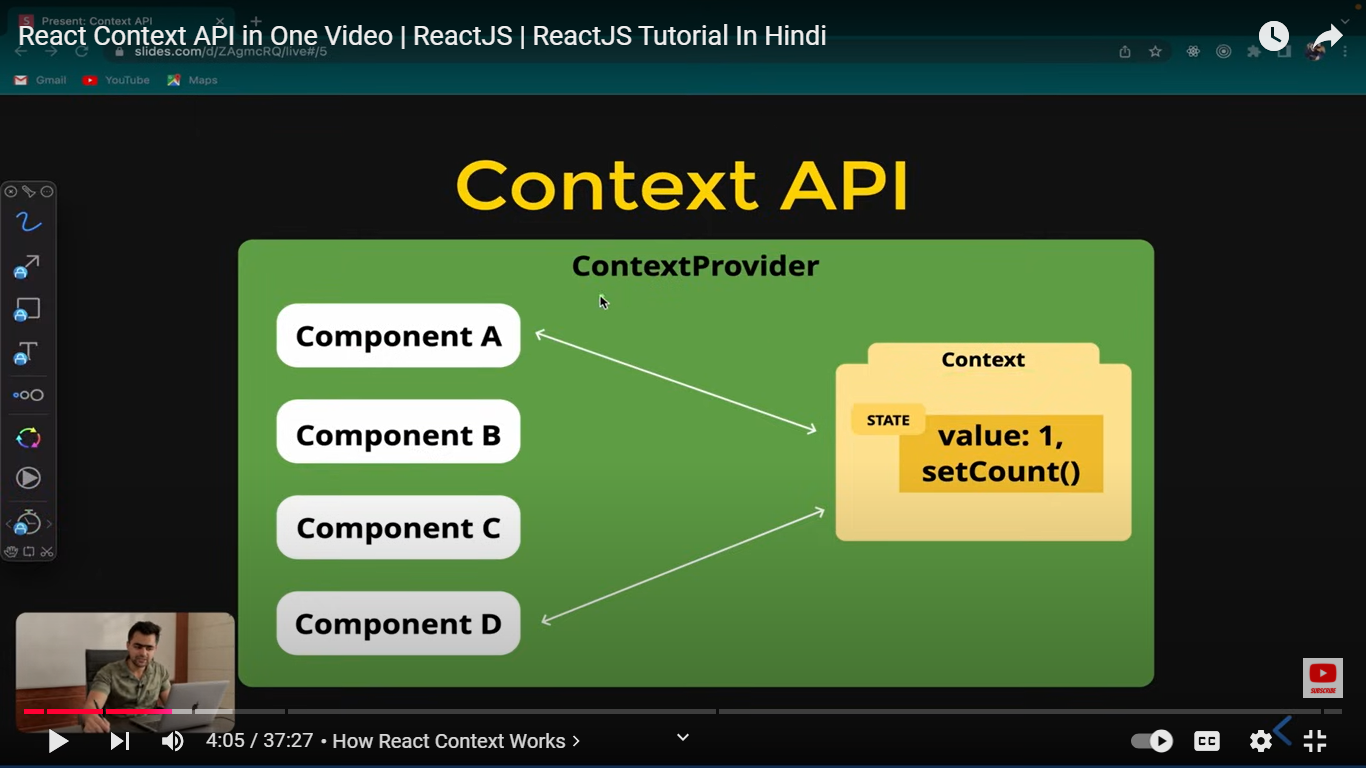 Present: Context API
React Context API in One Video | ReactJS | ReactJS Tutorial In Hindi
slides.com/d/ZAgmcRQ/live#/5
Gmail YouTube Maps
Context API
ContextProvider
Component A
Component B
Component C
Component D
Context
STATE
value: 1,
setCount()
SUBSCRIBE
4:05 / 37:27 • How React Context Works >
CC